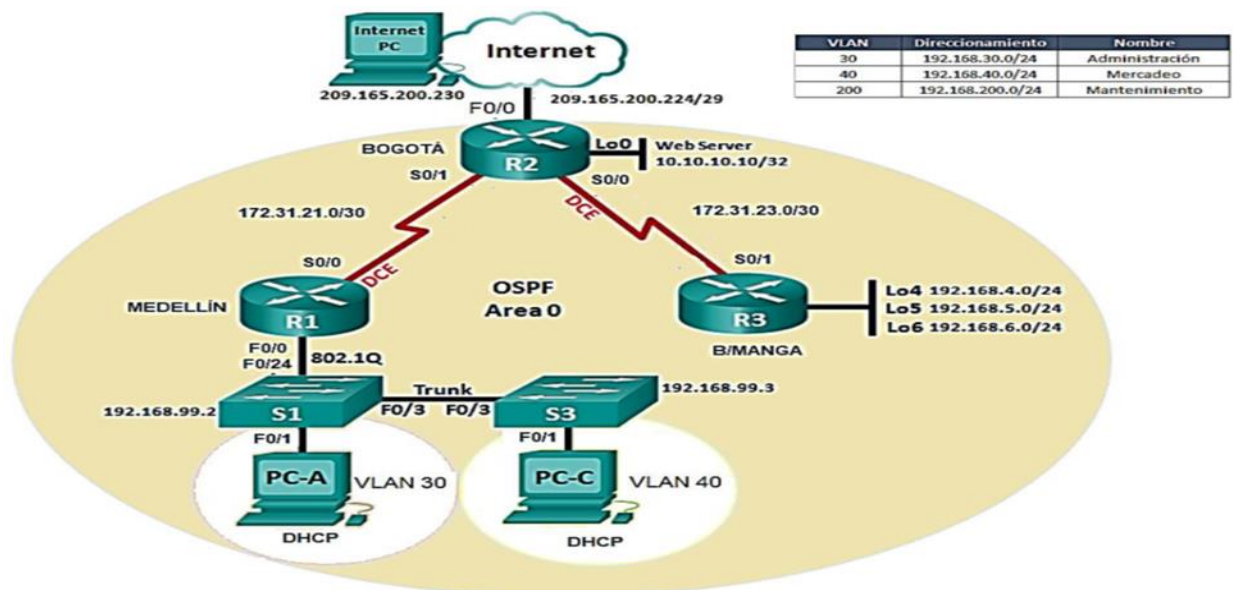 Internet
PC
Internet
209.165.200.230
209.165.200.224/29
F0/0
VLAN Direccionamiento Nombre
30 192.168.30.0/24 Administración
40 192.168.40.0/24 Mercadeo
200 192.168.200.0/24 Mantenimiento
BOGOTÁ
R2
Lo0
Web Server
10.10.10.10/32
S0/1
S0/0
DCE
172.31.21.0/30
172.31.23.0/30
S0/0
DCE
S0/1
MEDELLÍN
R1
OSPF
Area 0
R3
B/MANGA
Lo4 192.168.4.0/24
Lo5 192.168.5.0/24
Lo6 192.168.6.0/24
F0/0
F0/24
802.1Q
Trunk
192.168.99.2
S1
F0/3 F0/3
S3
192.168.99.3
F0/1
F0/1
PC-A
VLAN 30
DHCP
PC-C
VLAN 40
DHCP